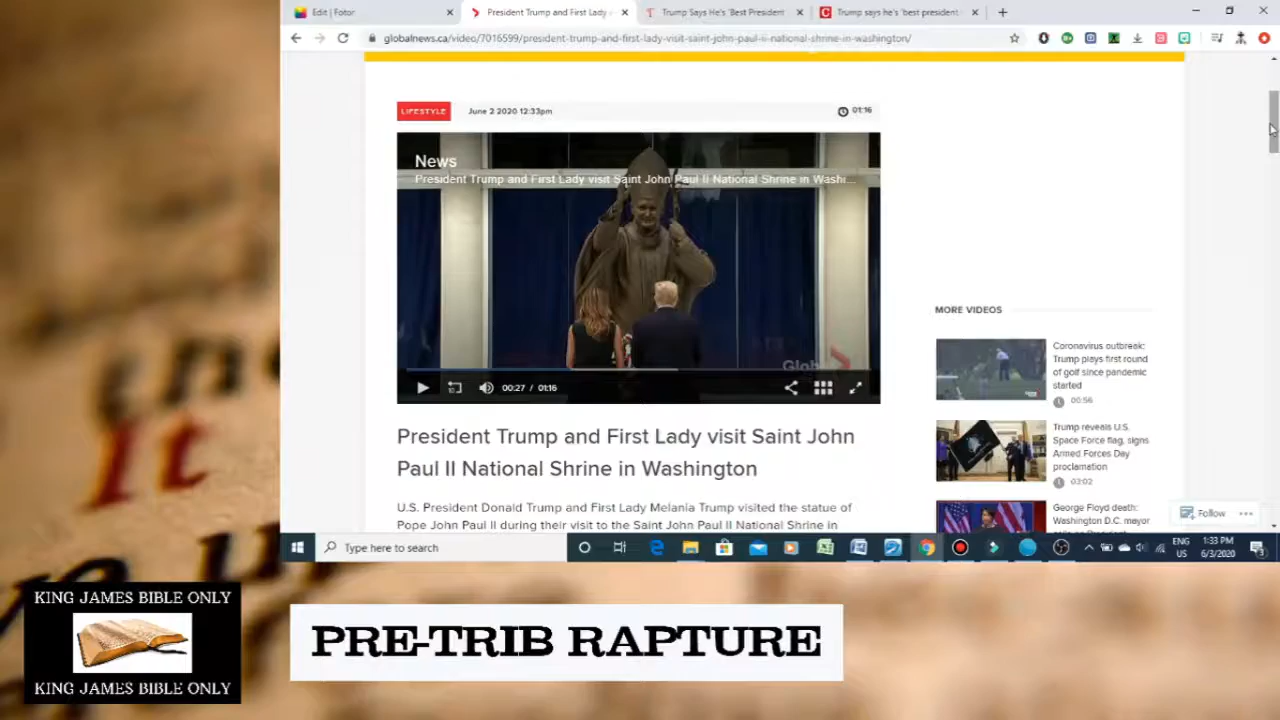 Edit | Fotor
President Trump and First Lady v
Trump Says He's 'Best President
Trump says he's 'best president
globalnews.ca/video/7016599/president-trump-and-first-lady-visit-saint-john-paul-ii-national-shrine-in-washington/
LIFESTYLE
June 2 2020 12:33pm
01:16
News
President Trump and First Lady visit Saint John Paul II National Shrine in Washi...
Global
00:27 / 01:16
President Trump and First Lady visit Saint John
Paul II National Shrine in Washington
U.S. President Donald Trump and First Lady Melania Trump visited the statue of
Pope John Paul II during their visit to the Saint John Paul II National Shrine in
MORE VIDEOS
Coronavirus outbreak:
Trump plays first round
of golf since pandemic
started
00:56
Trump reveals U.S.
Space Force flag, signs
Armed Forces Day
proclamation
03:02
George Floyd death:
Washington D.C. mayor
Follow
Type here to search
ENG
US
1:33 PM
6/3/2020
It
KING JAMES BIBLE ONLY
KING JAMES BIBLE ONLY
PRE-TRIB RAPTURE